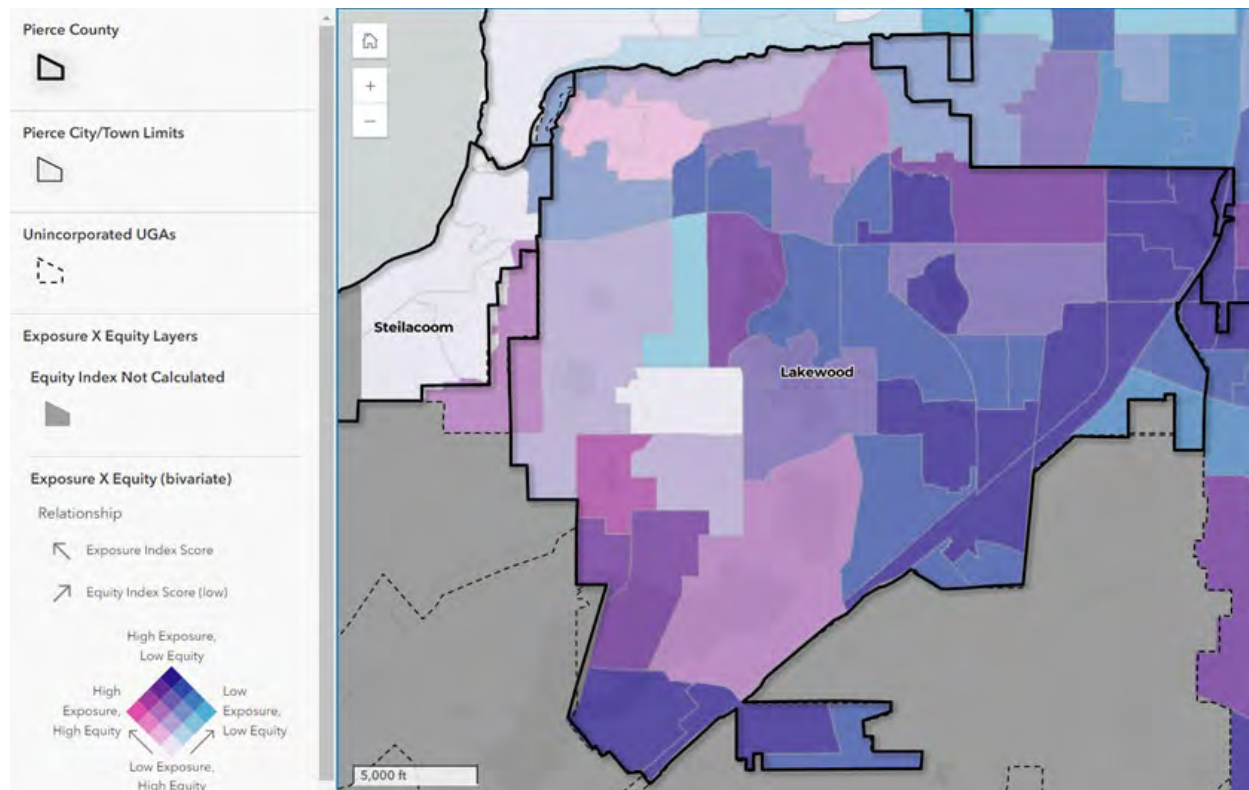 Pierce County
Pierce City/Town Limits
Unincorporated UGAs
Exposure X Equity Layers
Equity Index Not Calculated
Exposure X Equity (bivariate)
Relationship
Exposure Index Score
Equity Index Score (low)
High Exposure,
Low Equity
High
Exposure,
High Equity
Low
Exposure,
Low Equity
Low Exposure,
High Equity
+
−
Steilacoom
Lakewood
5,000 ft